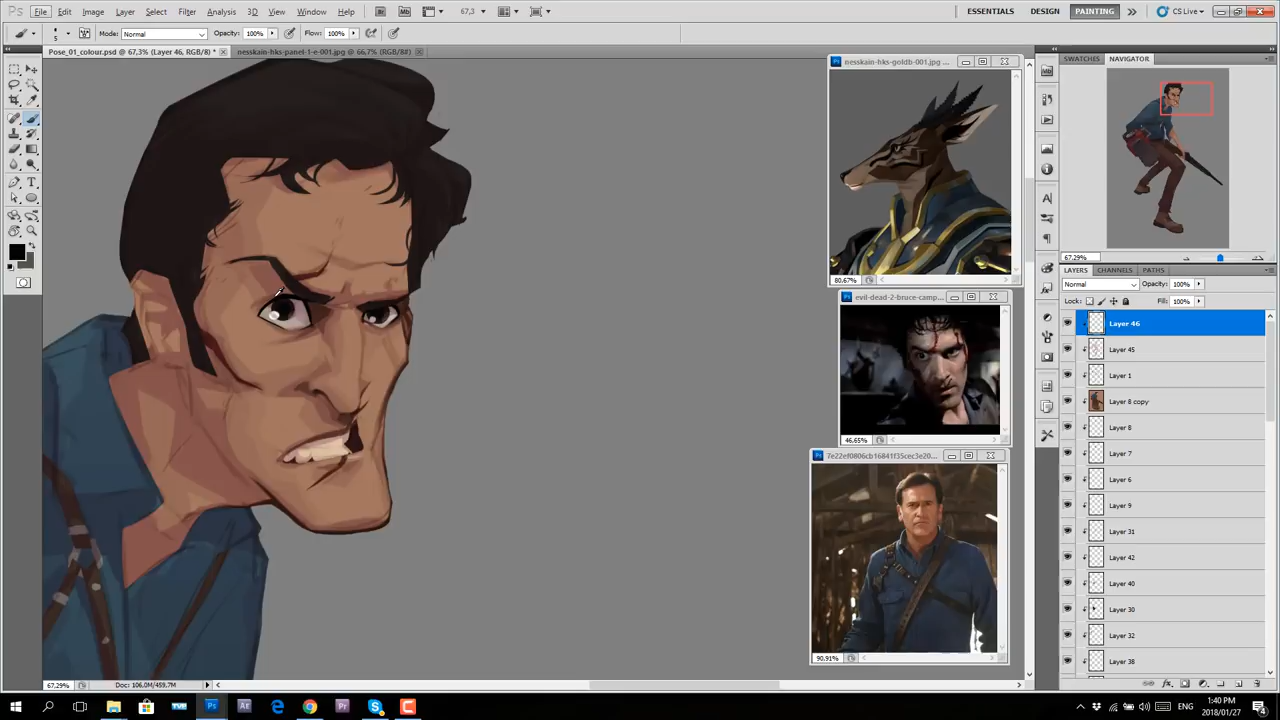 Ps File Edit Image Layer Select Filter Analysis 3D View Window Help Br 67,3 ESSENTIALS DESIGN PAINTING CS Live
5 Mode: Normal Opacity: 100% Flow: 100%
Pose_01_colour.psd @ 67,3% (Layer 46, RGB/8) * nesskain-hks-panel-1-e-001.jpg @ 66,7% (RGB/8#)
nesskain-hks-goldb-001.jpg ...
80.67%
evil-dead-2-bruce-camp...
46.65%
7e22ef0806cb16841f35cec3e20...
90.91%
SWATCHES NAVIGATOR
67.29%
LAYERS CHANNELS PATHS
Normal Opacity: 100%
Lock: Fill: 100%
Layer 46
Layer 45
Layer 1
Layer 8 copy
Layer 8
Layer 7
Layer 6
Layer 9
Layer 31
Layer 42
Layer 40
Layer 30
Layer 32
Layer 38
67.29% Doc: 106.0M/459.7M
ENG 1:40 PM
2018/01/27